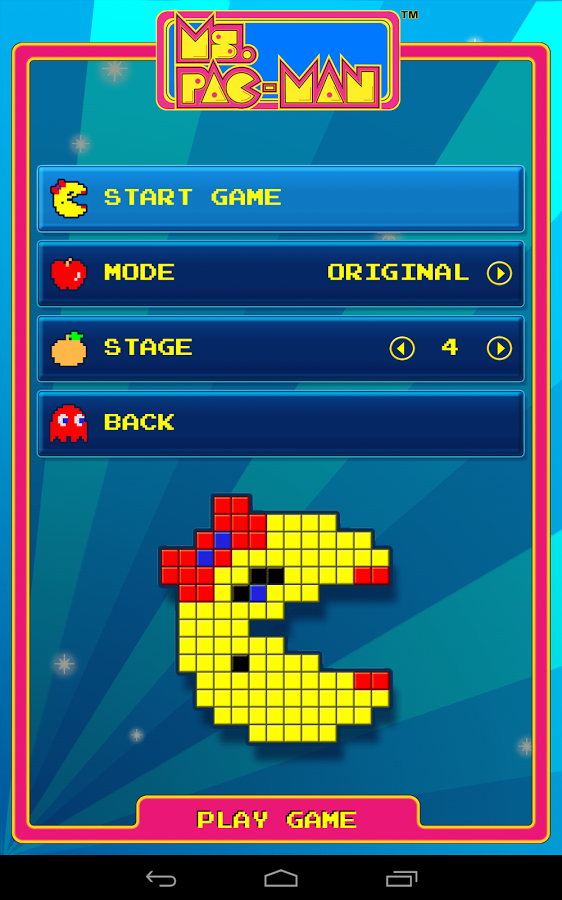 Ms.
PAC-MAN
TM
START GAME
MODE ORIGINAL
STAGE 4
BACK
PLAY GAME